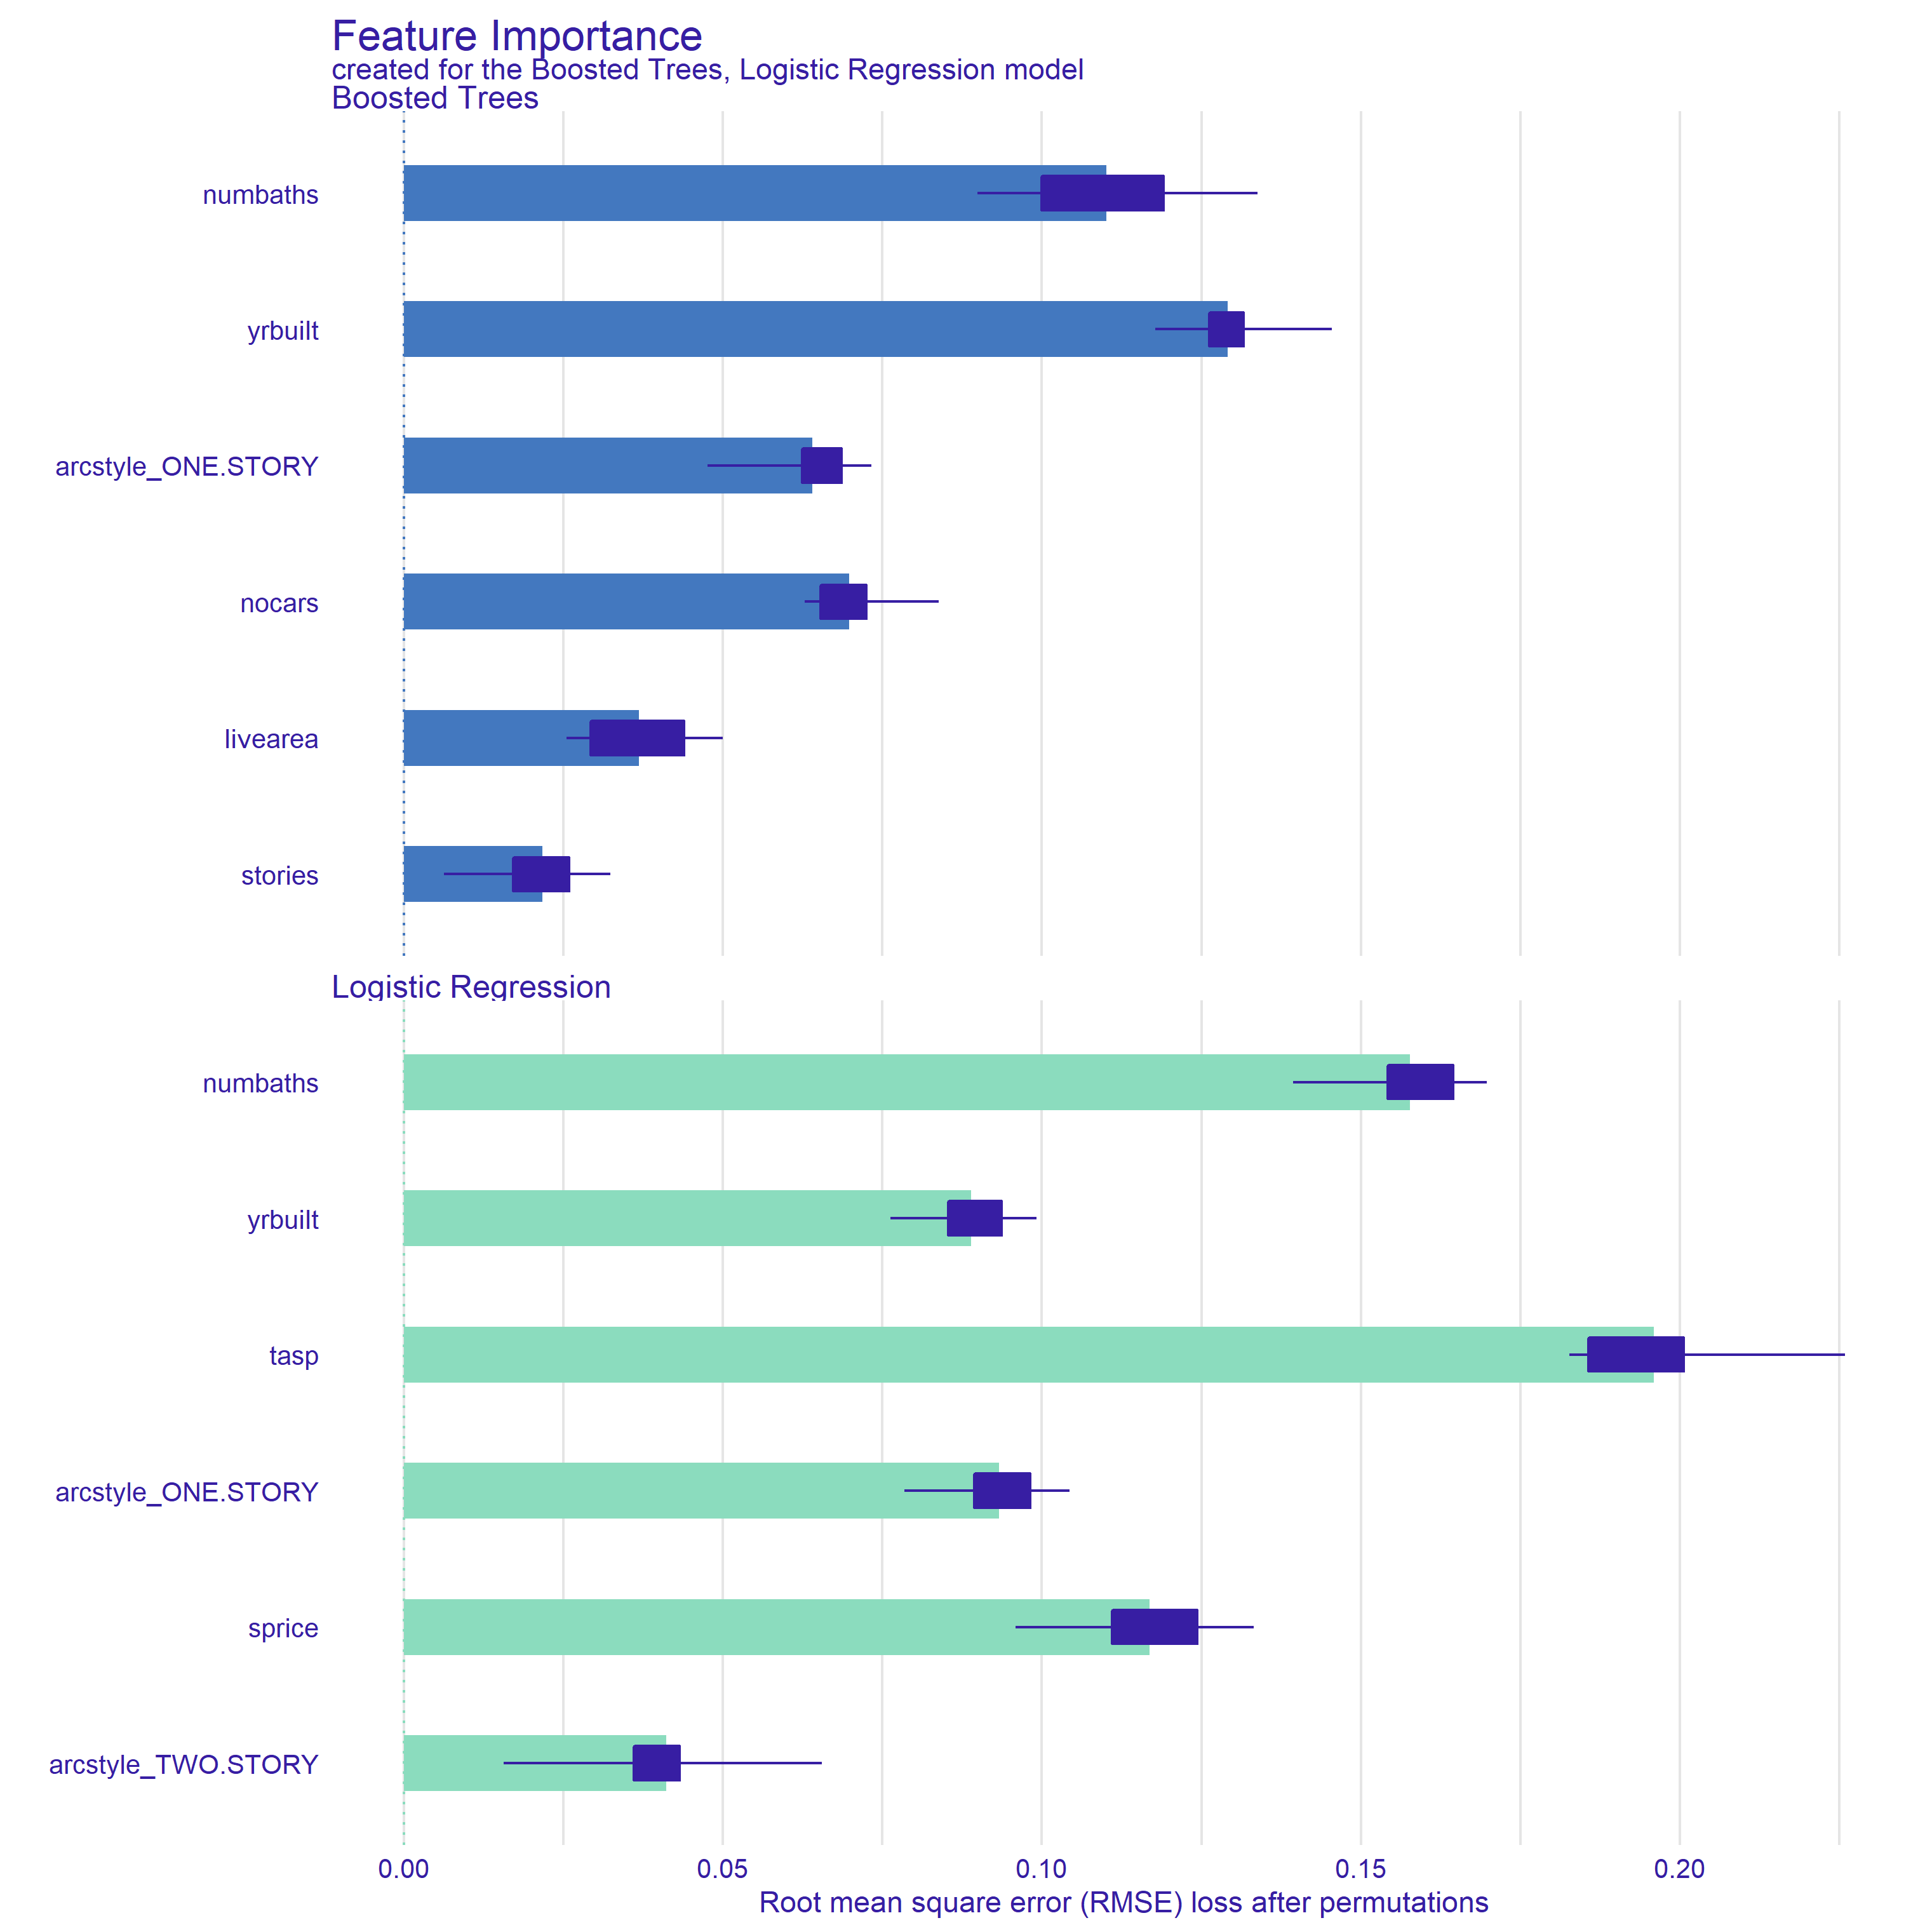 Feature Importance
created for the Boosted Trees, Logistic Regression model
Boosted Trees
numbaths
yrbuilt
arcstyle_ONE.STORY
nocars
livearea
stories
Logistic Regression
numbaths
yrbuilt
tasp
arcstyle_ONE.STORY
sprice
arcstyle_TWO.STORY
0.00 0.05 0.10 0.15 0.20
Root mean square error (RMSE) loss after permutations